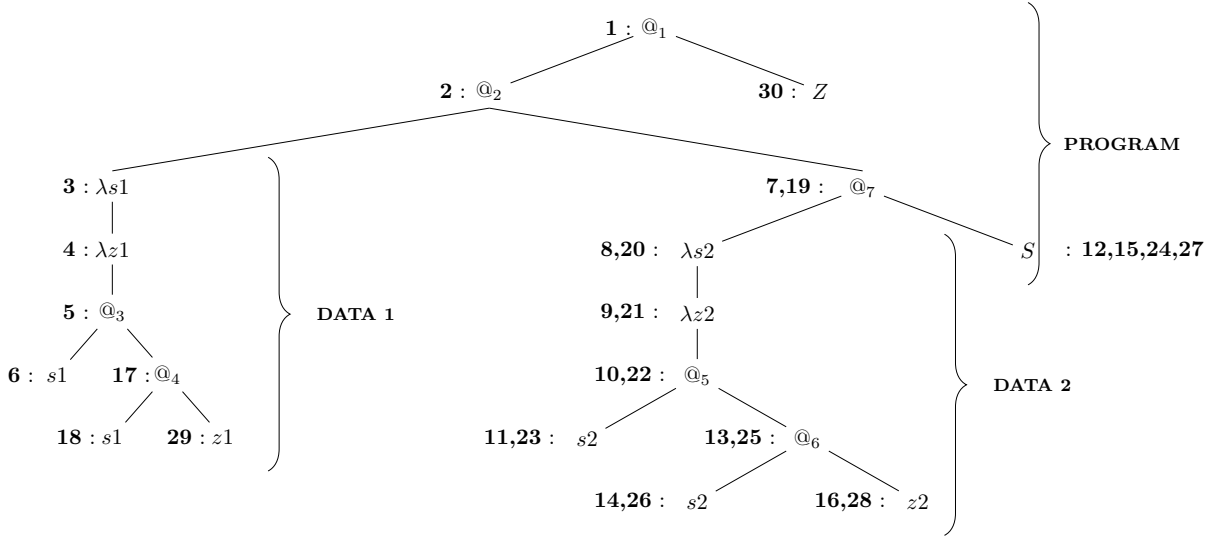 1 : @₁
2 : @₂ 30 : Z
PROGRAM
3 : λs1 7,19 : @₇
4 : λz1 8,20 : λs2 S : 12,15,24,27
5 : @₃ DATA 1 9,21 : λz2
6 : s1 17 : @₄ 10,22 : @₅ DATA 2
18 : s1 29 : z1 11,23 : s2 13,25 : @₆
14,26 : s2 16,28 : z2